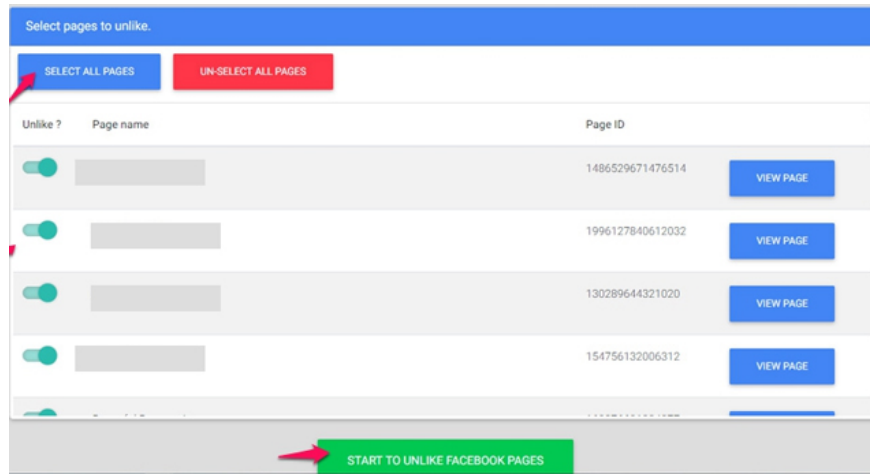 Select pages to unlike.
SELECT ALL PAGES UN-SELECT ALL PAGES
Unlike ? Page name Page ID
1486529671476514 VIEW PAGE
1996127840612032 VIEW PAGE
130289644321020 VIEW PAGE
154756132006312 VIEW PAGE
START TO UNLIKE FACEBOOK PAGES